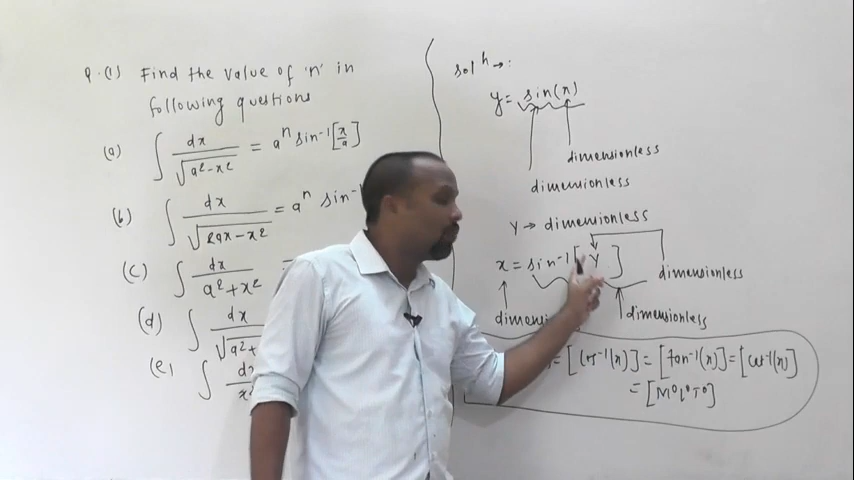 Q.(1) Find the value of 'n' in
following questions
(a) ∫ dx/√(a²-x²) = aⁿ sin⁻¹[x/a]
(b) ∫ dx/√(2ax-x²) = aⁿ sin⁻¹
(c) ∫ dx/(a²+x²) =
(d) ∫ dx/√(a²+
(e) ∫
solⁿ→:
y = sin(x)
dimensionless
dimensionless
Y → dimensionless
x = sin⁻¹[Y]
dimensionless
dimensionless
= [cos⁻¹(x)] = [tan⁻¹(x)] = [cot⁻¹(x)]
= [M⁰L⁰T⁰]